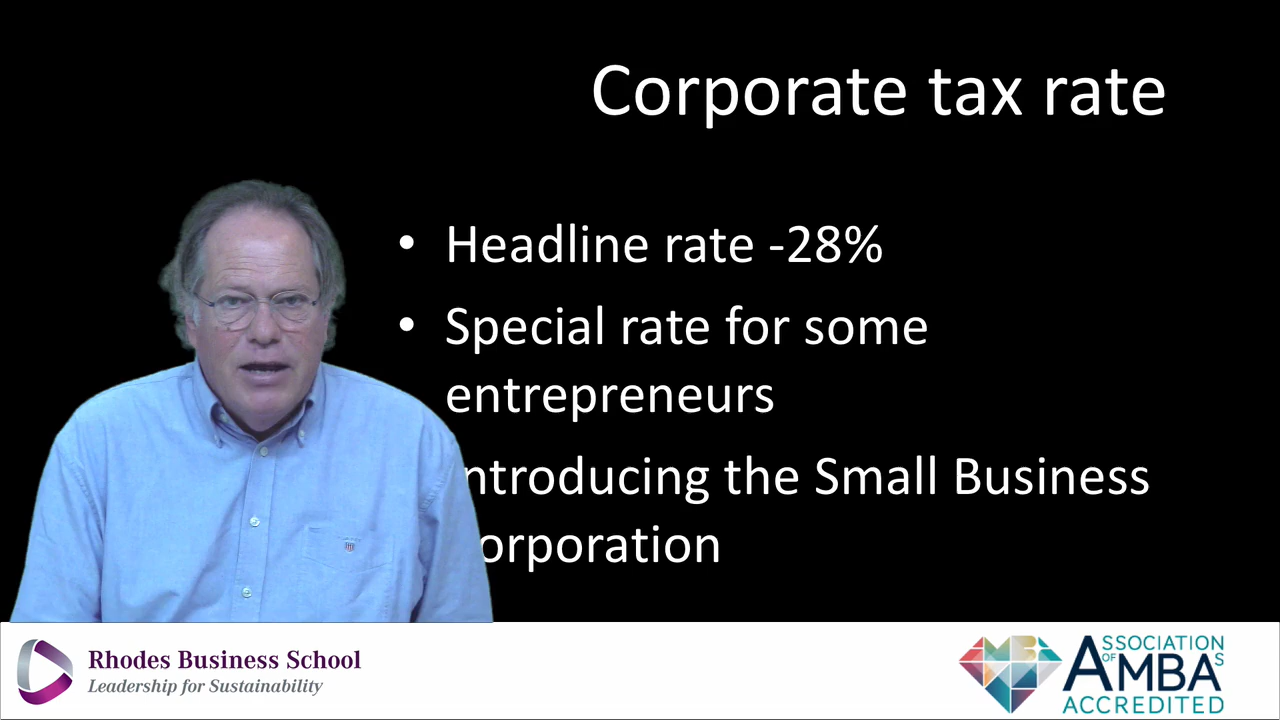 Corporate tax rate
• Headline rate -28%
• Special rate for some
entrepreneurs
ntroducing the Small Business
orporation
Rhodes Business School
Leadership for Sustainability
ASSOCIATION
OF AMBA'S
ACCREDITED